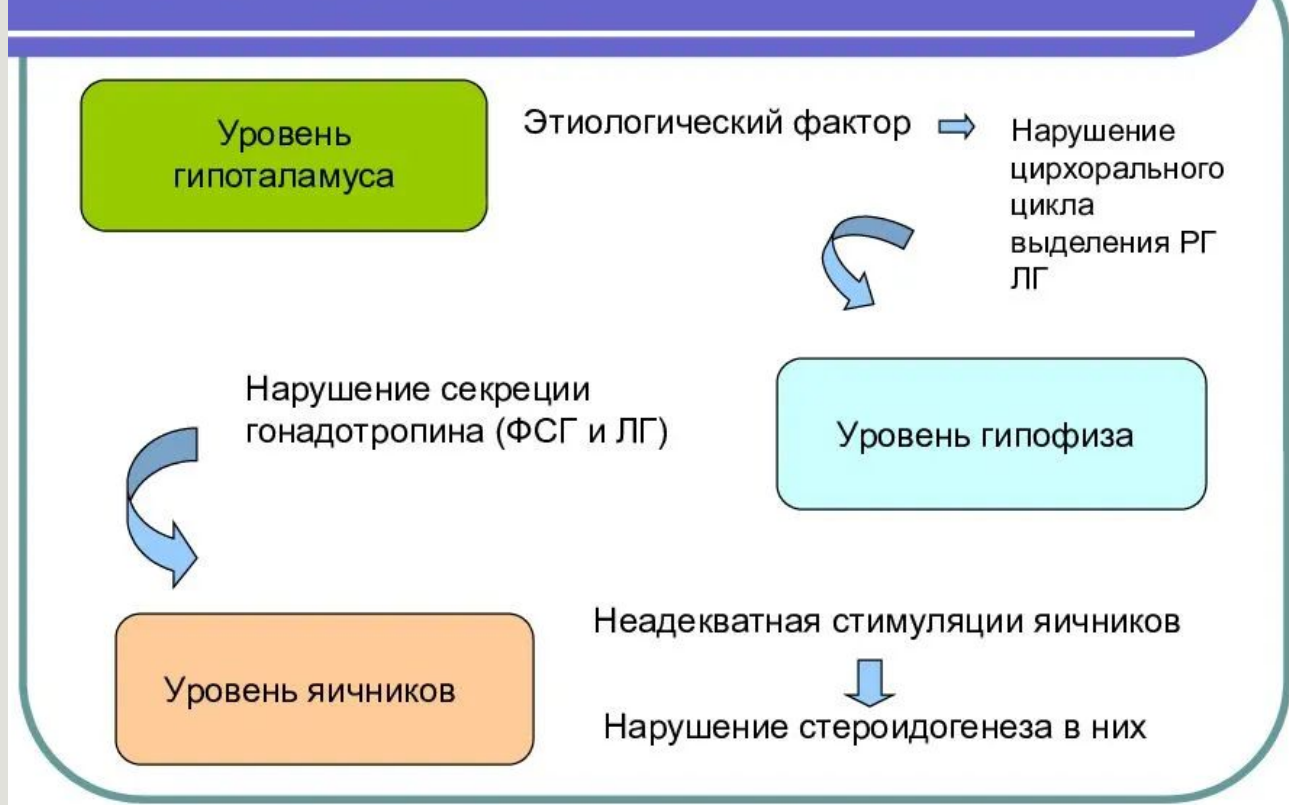 Уровень
гипоталамуса
Этиологический фактор
Нарушение
цирхорального
цикла
выделения РГ
ЛГ
Нарушение секреции
гонадотропина (ФСГ и ЛГ)
Уровень гипофиза
Уровень яичников
Неадекватная стимуляции яичников
Нарушение стероидогенеза в них